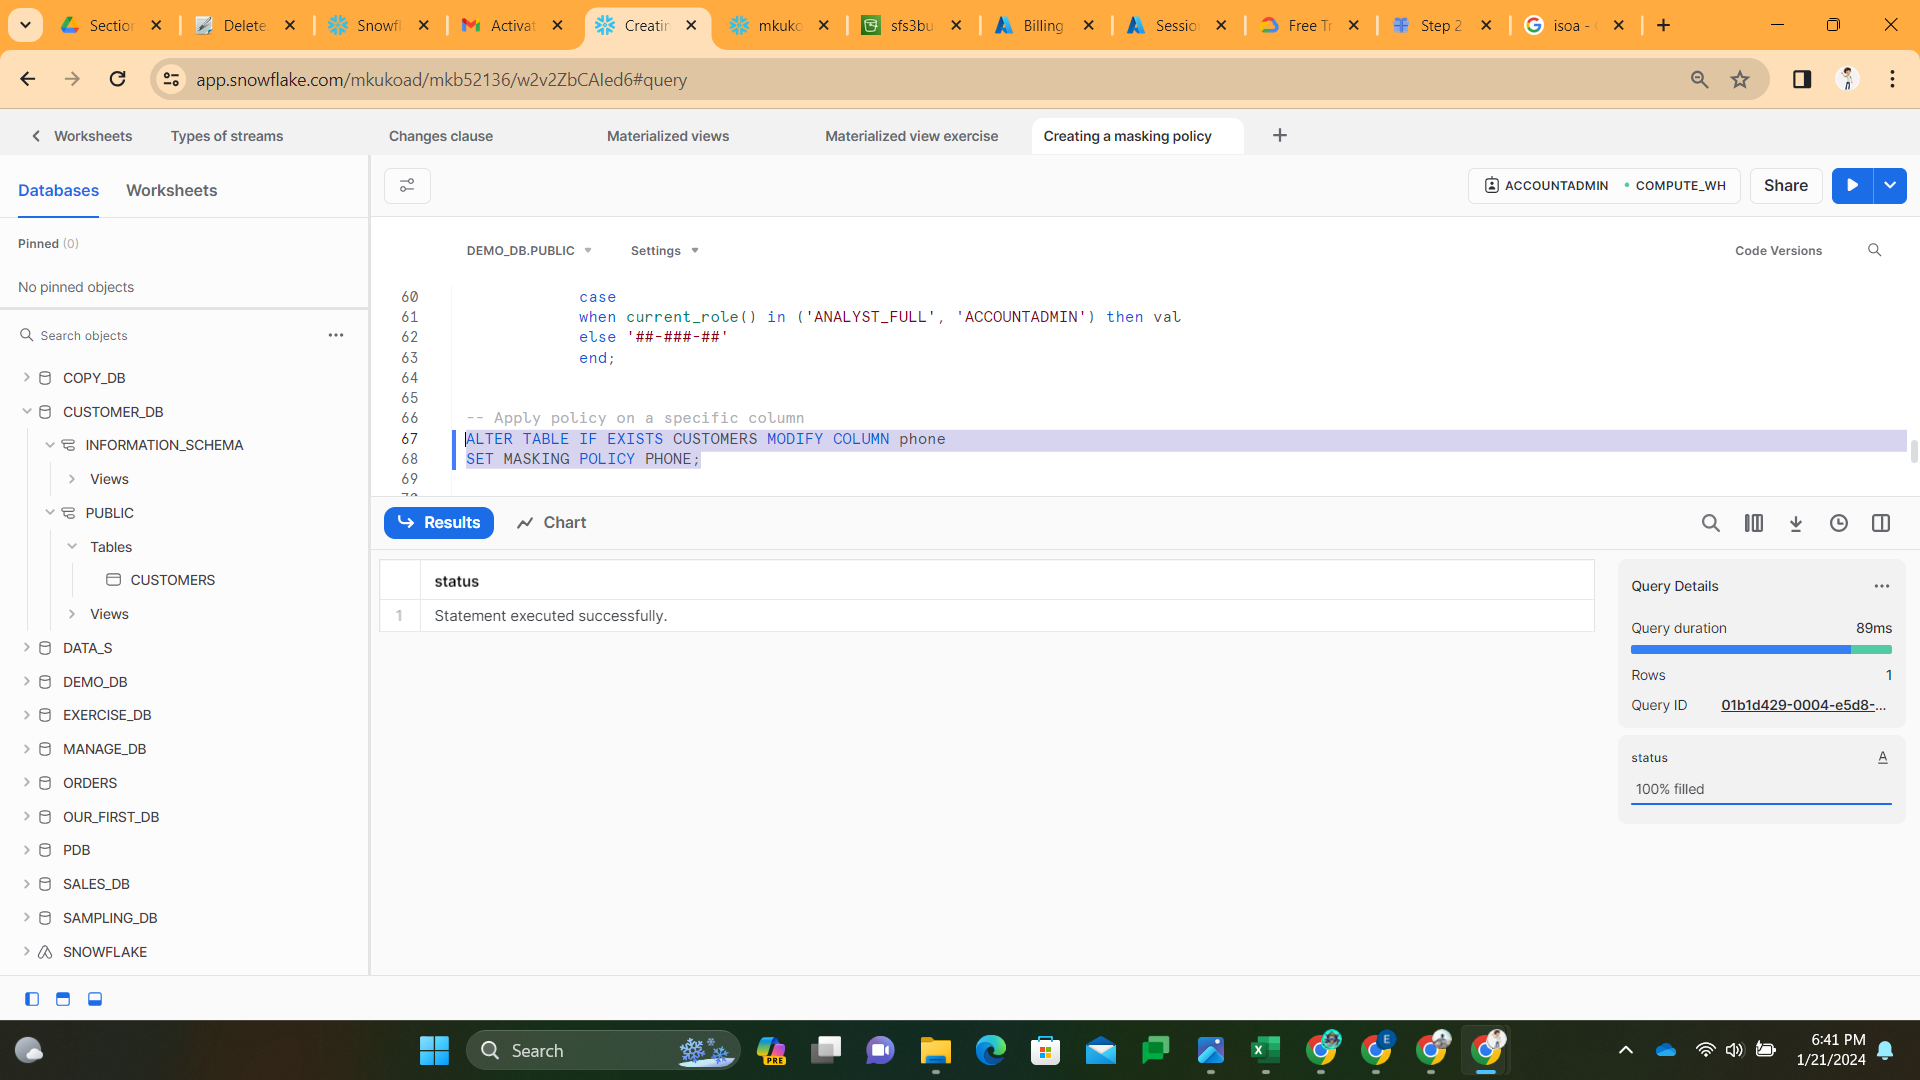 Section
Delete
Snowfl
Activat
Creatin
mkuko
sfs3bu
Billing
Sessio
Free Tr
Step 2
isoa -
app.snowflake.com/mkukoad/mkb52136/w2v2ZbCAIed6#query
Worksheets
Types of streams
Changes clause
Materialized views
Materialized view exercise
Creating a masking policy
Databases
Worksheets
ACCOUNTADMIN
COMPUTE_WH
Share
Pinned (0)
No pinned objects
Search objects
COPY_DB
CUSTOMER_DB
INFORMATION_SCHEMA
Views
PUBLIC
Tables
CUSTOMERS
Views
DATA_S
DEMO_DB
EXERCISE_DB
MANAGE_DB
ORDERS
OUR_FIRST_DB
PDB
SALES_DB
SAMPLING_DB
SNOWFLAKE
DEMO_DB.PUBLIC
Settings
Code Versions
60 case
61 when current_role() in ('ANALYST_FULL', 'ACCOUNTADMIN') then val
62 else '##-###-##'
63 end;
64
65
66 -- Apply policy on a specific column
67 ALTER TABLE IF EXISTS CUSTOMERS MODIFY COLUMN phone
68 SET MASKING POLICY PHONE;
69
Results
Chart
status
1 Statement executed successfully.
Query Details
Query duration 89ms
Rows 1
Query ID 01b1d429-0004-e5d8-...
status A
100% filled
Search
PRE
E
6:41 PM
1/21/2024